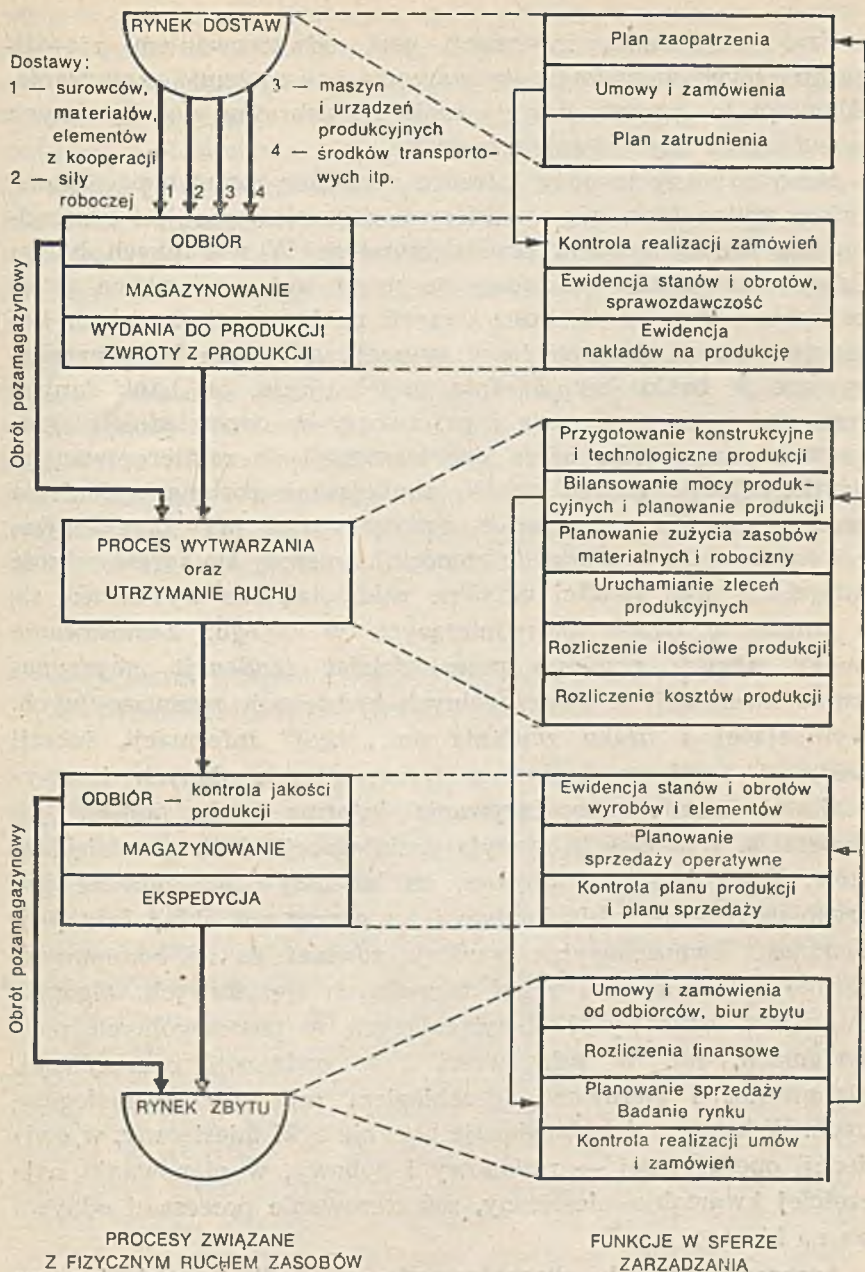 RYNEK DOSTAW
Dostawy:
1 — surowców,
materiałów,
elementów
z kooperacji
2 — siły
roboczej
3 — maszyn
i urządzeń
produkcyjnych
4 — środków transporto-
wych itp.
1 2 3 4
ODBIÓR
MAGAZYNOWANIE
WYDANIA DO PRODUKCJI
ZWROTY Z PRODUKCJI
Obrót pozamagazynowy
PROCES WYTWARZANIA
oraz
UTRZYMANIE RUCHU
ODBIÓR — kontrola jakości
produkcji
MAGAZYNOWANIE
EKSPEDYCJA
Obrót pozamagazynowy
RYNEK ZBYTU
PROCESY ZWIĄZANE
Z FIZYCZNYM RUCHEM ZASOBÓW
Plan zaopatrzenia
Umowy i zamówienia
Plan zatrudnienia
Kontrola realizacji zamówień
Ewidencja stanów i obrotów,
sprawozdawczość
Ewidencja
nakładów na produkcję
Przygotowanie konstrukcyjne
i technologiczne produkcji
Bilansowanie mocy produk-
cyjnych i planowanie produkcji
Planowanie zużycia zasobów
materialnych i robocizny
Uruchamianie zleceń
produkcyjnych
Rozliczenie ilościowe produkcji
Rozliczenie kosztów produkcji
Ewidencja stanów i obrotów
wyrobów i elementów
Planowanie
sprzedaży operatywne
Kontrola planu produkcji
i planu sprzedaży
Umowy i zamówienia
od odbiorców, biur zbytu
Rozliczenia finansowe
Planowanie sprzedaży
Badanie rynku
Kontrola realizacji umów
i zamówień
FUNKCJE W SFERZE
ZARZĄDZANIA